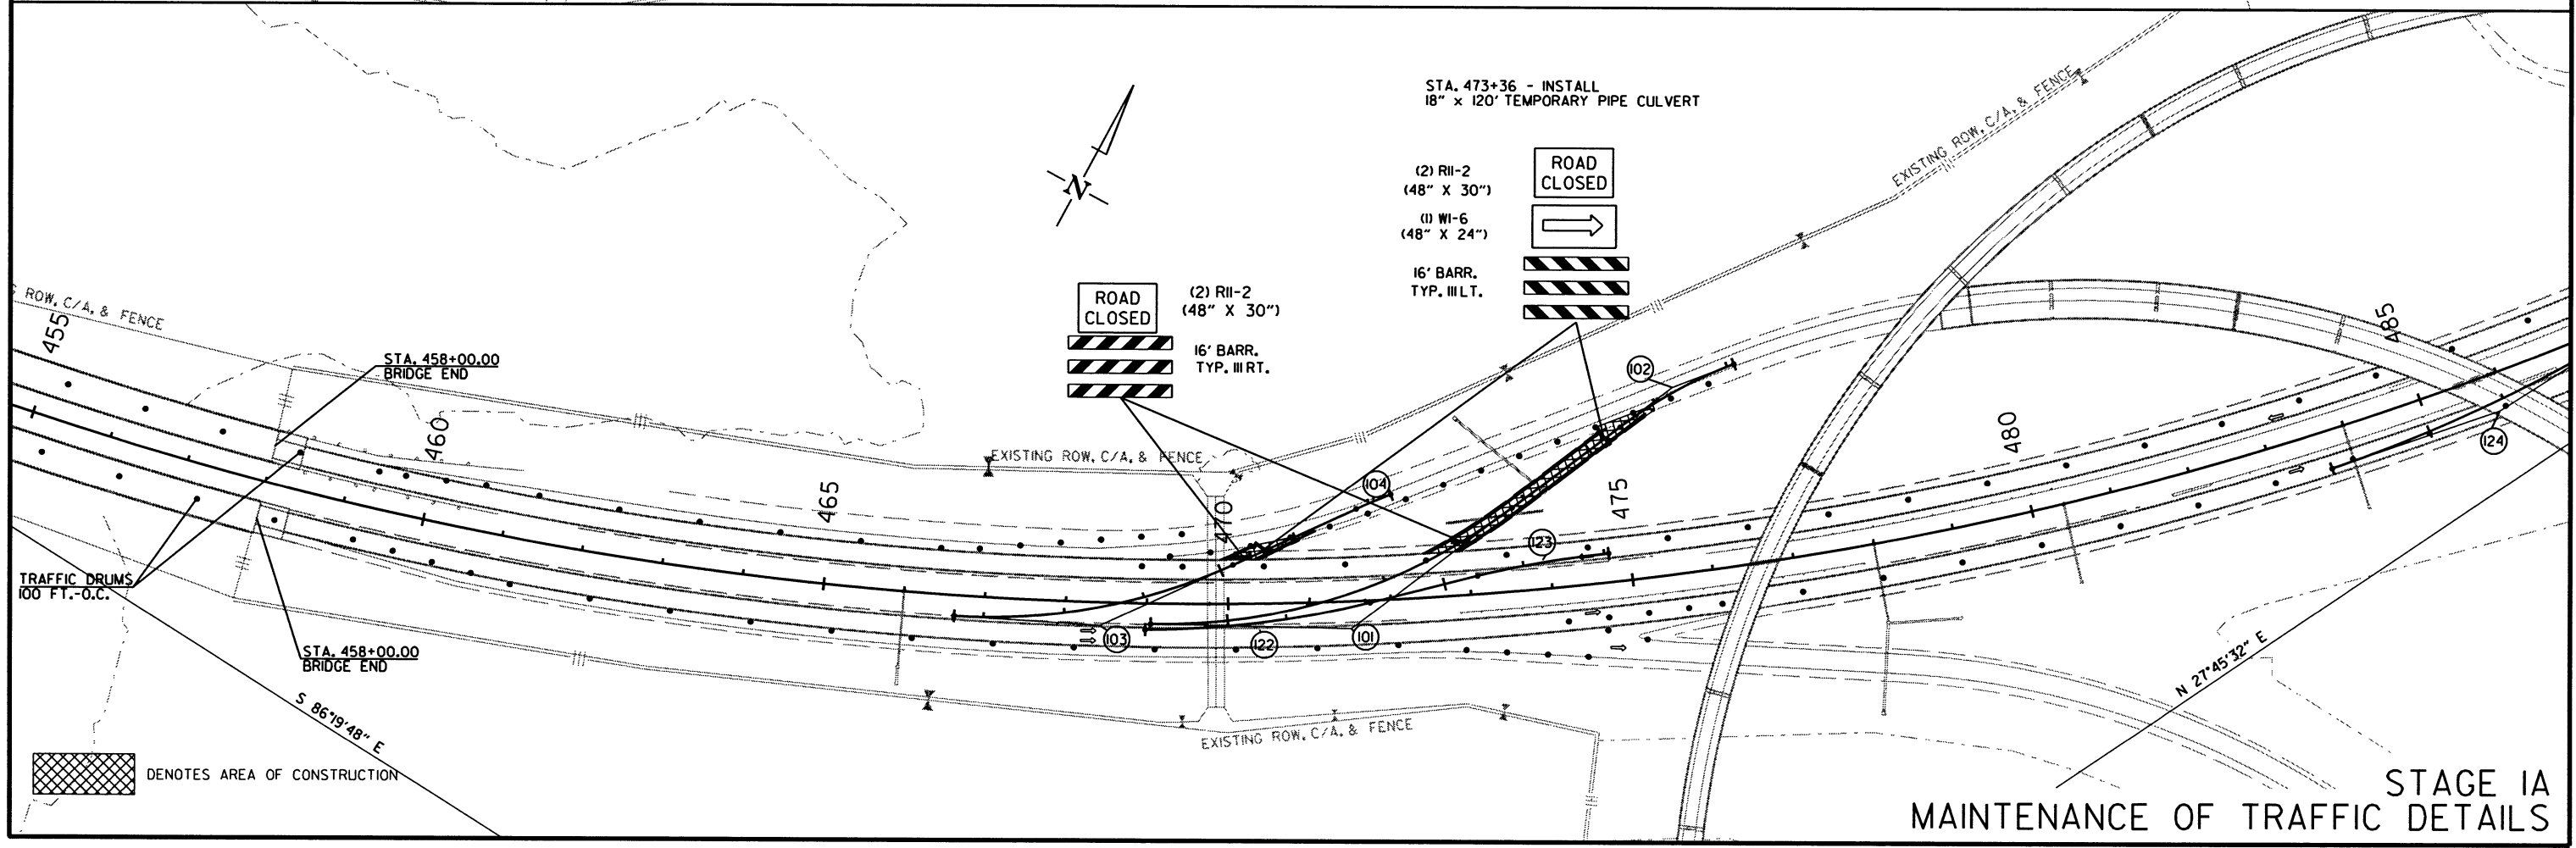 STA. 473+36 - INSTALL
18" x 120' TEMPORARY PIPE CULVERT
EXISTING ROW, C/A, & FENCE
(2) R11-2
(48" X 30")
ROAD
CLOSED
(1) W1-6
(48" X 24")
16' BARR.
TYP. III LT.
ROAD
CLOSED
(2) R11-2
(48" X 30")
16' BARR.
TYP. III RT.
ROW, C/A, & FENCE
455
STA. 458+00.00
BRIDGE END
460
EXISTING ROW, C/A, & FENCE
465
470
475
480
485
102
104
123
124
103
122
101
TRAFFIC DRUMS
100 FT.-O.C.
STA. 458+00.00
BRIDGE END
S 86°19'48" E
N 27°45'32" E
EXISTING ROW, C/A, & FENCE
N
DENOTES AREA OF CONSTRUCTION
STAGE 1A
MAINTENANCE OF TRAFFIC DETAILS